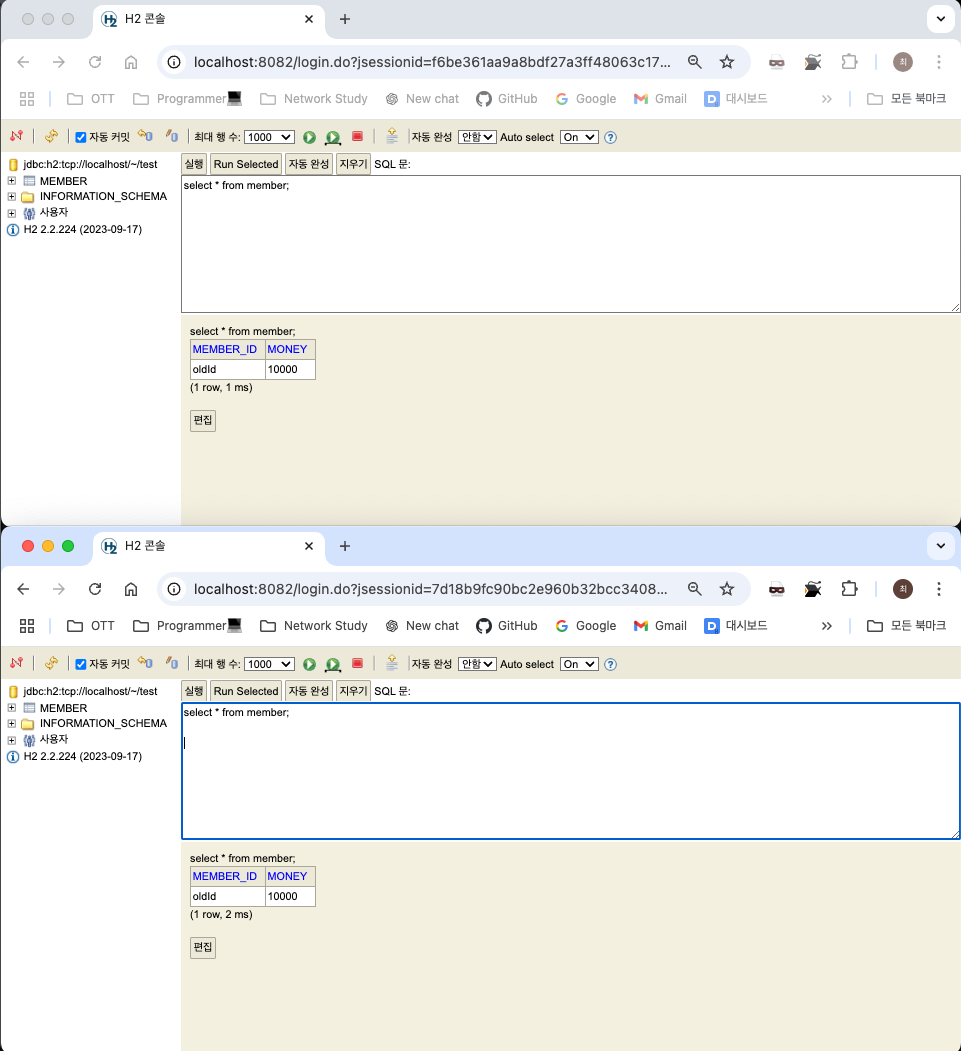 H2 콘솔
localhost:8082/login.do?jsessionid=f6be361aa9a8bdf27a3ff48063c17...
최
OTT Programmer Network Study New chat GitHub Google Gmail 대시보드 모든 북마크
자동 커밋 최대 행 수: 1000 자동 완성 안함 Auto select On
jdbc:h2:tcp://localhost/~/test
MEMBER
INFORMATION_SCHEMA
사용자
H2 2.2.224 (2023-09-17)
실행 Run Selected 자동 완성 지우기 SQL 문:
select * from member;
select * from member;
MEMBER_ID MONEY
oldId 10000
(1 row, 1 ms)
편집
H2 콘솔
localhost:8082/login.do?jsessionid=7d18b9fc90bc2e960b32bcc3408...
최
OTT Programmer Network Study New chat GitHub Google Gmail 대시보드 모든 북마크
자동 커밋 최대 행 수: 1000 자동 완성 안함 Auto select On
jdbc:h2:tcp://localhost/~/test
MEMBER
INFORMATION_SCHEMA
사용자
H2 2.2.224 (2023-09-17)
실행 Run Selected 자동 완성 지우기 SQL 문:
select * from member;
select * from member;
MEMBER_ID MONEY
oldId 10000
(1 row, 2 ms)
편집